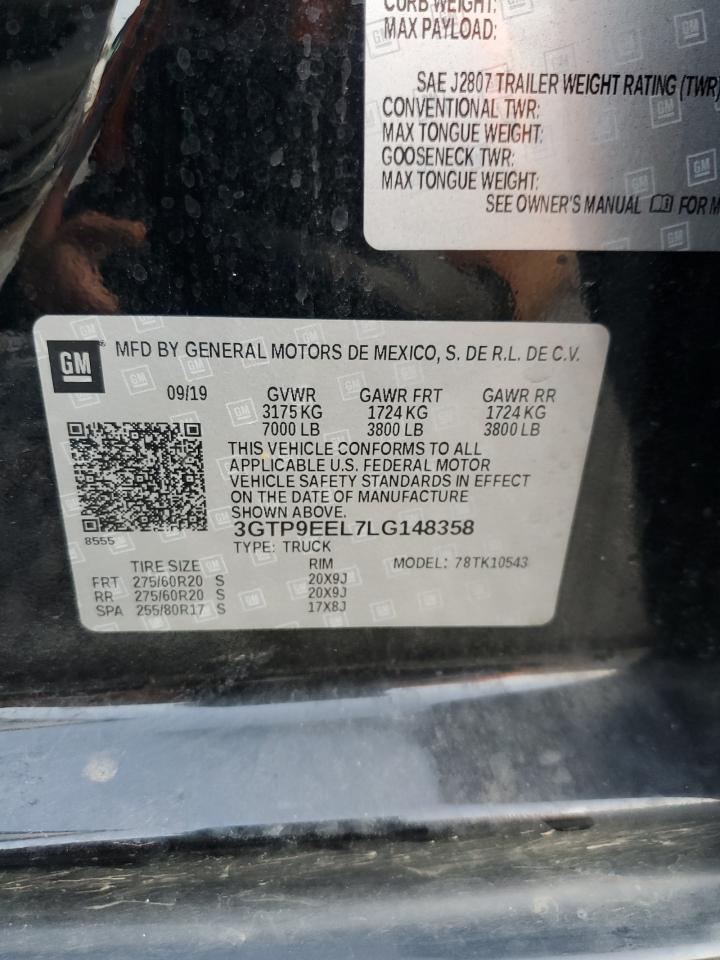 CURB WEIGHT:
MAX PAYLOAD:
SAE J2807 TRAILER WEIGHT RATING (TWR)
CONVENTIONAL TWR:
MAX TONGUE WEIGHT:
GOOSENECK TWR:
MAX TONGUE WEIGHT:
SEE OWNER'S MANUAL FOR M
GM® MFD BY GENERAL MOTORS DE MEXICO, S. DE R.L. DE C.V.
09/19 GVWR GAWR FRT GAWR RR
3175 KG 1724 KG 1724 KG
7000 LB 3800 LB 3800 LB
THIS VEHICLE CONFORMS TO ALL
APPLICABLE U.S. FEDERAL MOTOR
VEHICLE SAFETY STANDARDS IN EFFECT
ON THE DATE OF MANUFACTURE
SHOWN ABOVE.
8555 3GTP9EEL7LG148358
TYPE: TRUCK MODEL: 78TK10543
TIRE SIZE RIM
FRT 275/60R20 S 20X9J
RR 275/60R20 S 20X9J
SPA 255/80R17 S 17X8J